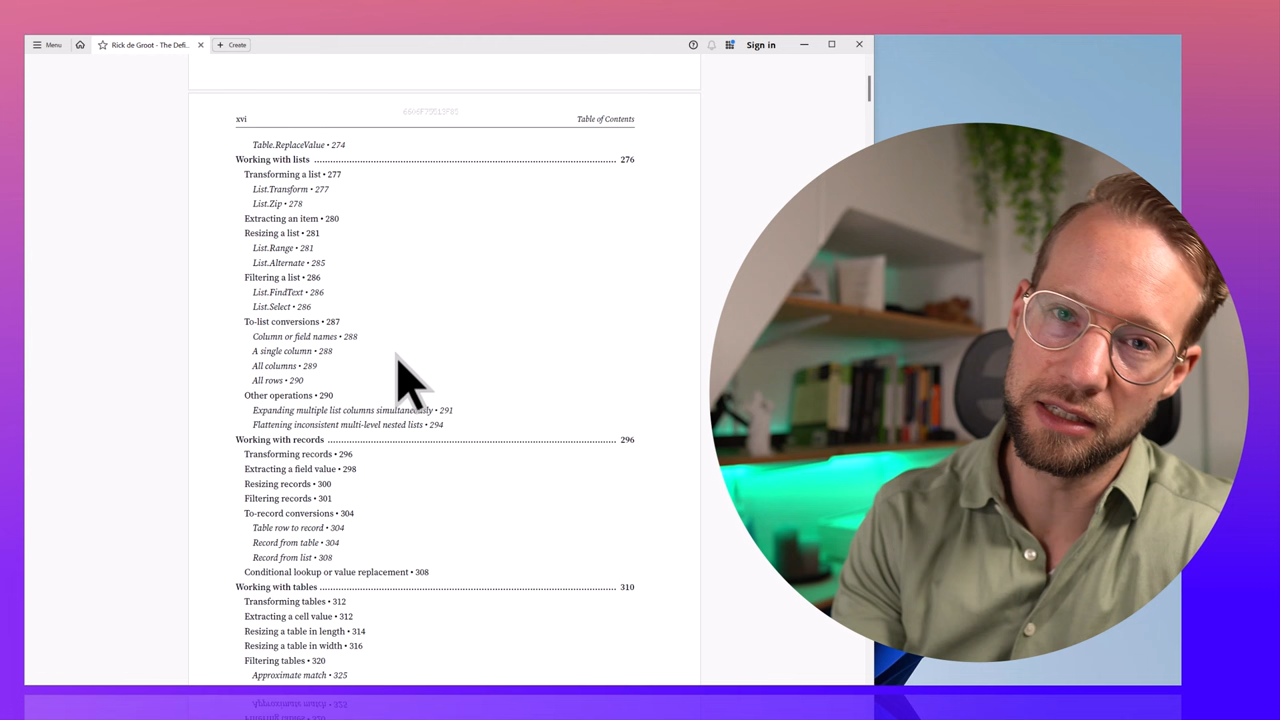 Menu
Rick de Groot - The Defi...
Create
Sign in
xvi
Table of Contents
Table.ReplaceValue • 274
Working with lists 276
Transforming a list • 277
List.Transform • 277
List.Zip • 278
Extracting an item • 280
Resizing a list • 281
List.Range • 281
List.Alternate • 285
Filtering a list • 286
List.FindText • 286
List.Select • 286
To-list conversions • 287
Column or field names • 288
A single column • 288
All columns • 289
All rows • 290
Other operations • 290
Expanding multiple list columns simultaneously • 291
Flattening inconsistent multi-level nested lists • 294
Working with records 296
Transforming records • 296
Extracting a field value • 298
Resizing records • 300
Filtering records • 301
To-record conversions • 304
Table row to record • 304
Record from table • 304
Record from list • 308
Conditional lookup or value replacement • 308
Working with tables 310
Transforming tables • 312
Extracting a cell value • 312
Resizing a table in length • 314
Resizing a table in width • 316
Filtering tables • 320
Approximate match • 325